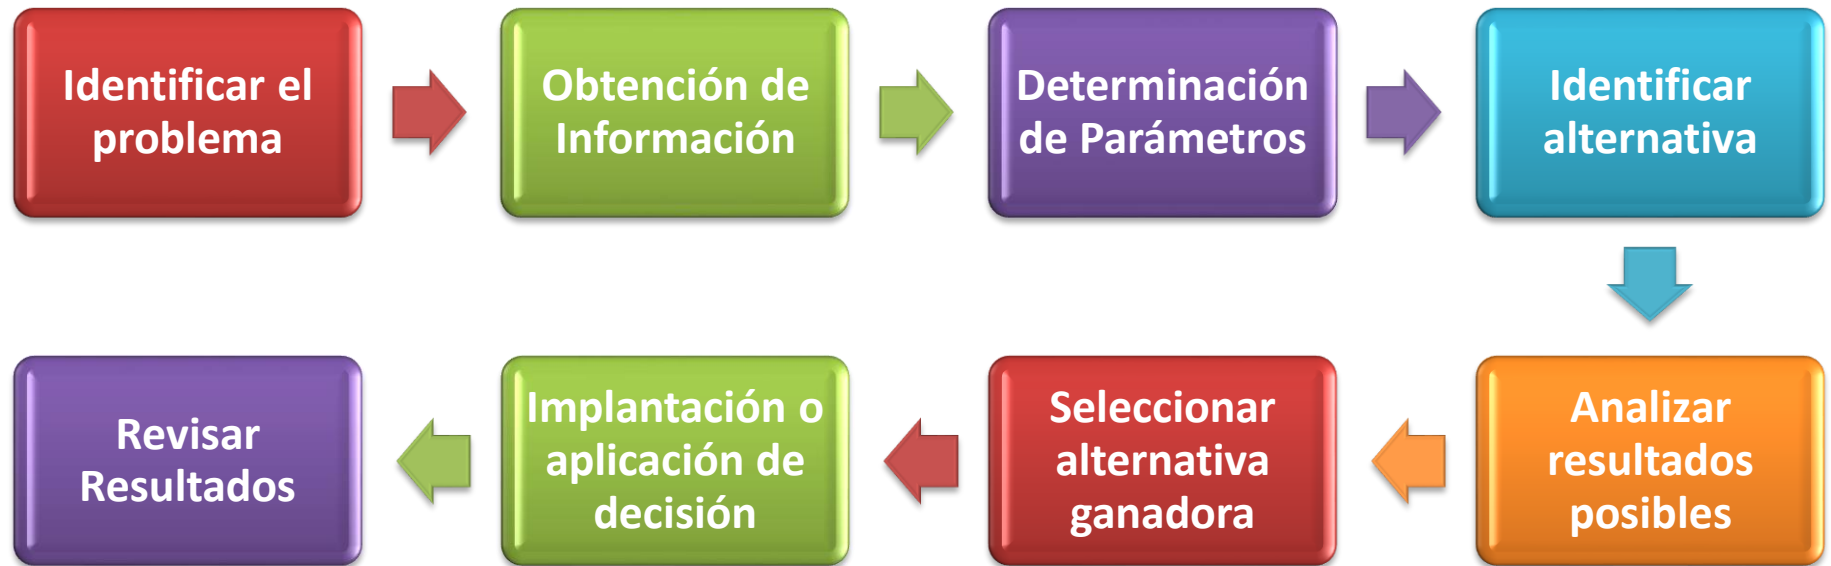 Identificar el
problema
Obtención de
Información
Determinación
de Parámetros
Identificar
alternativa
Analizar
resultados
posibles
Seleccionar
alternativa
ganadora
Implantación o
aplicación de
decisión
Revisar
Resultados